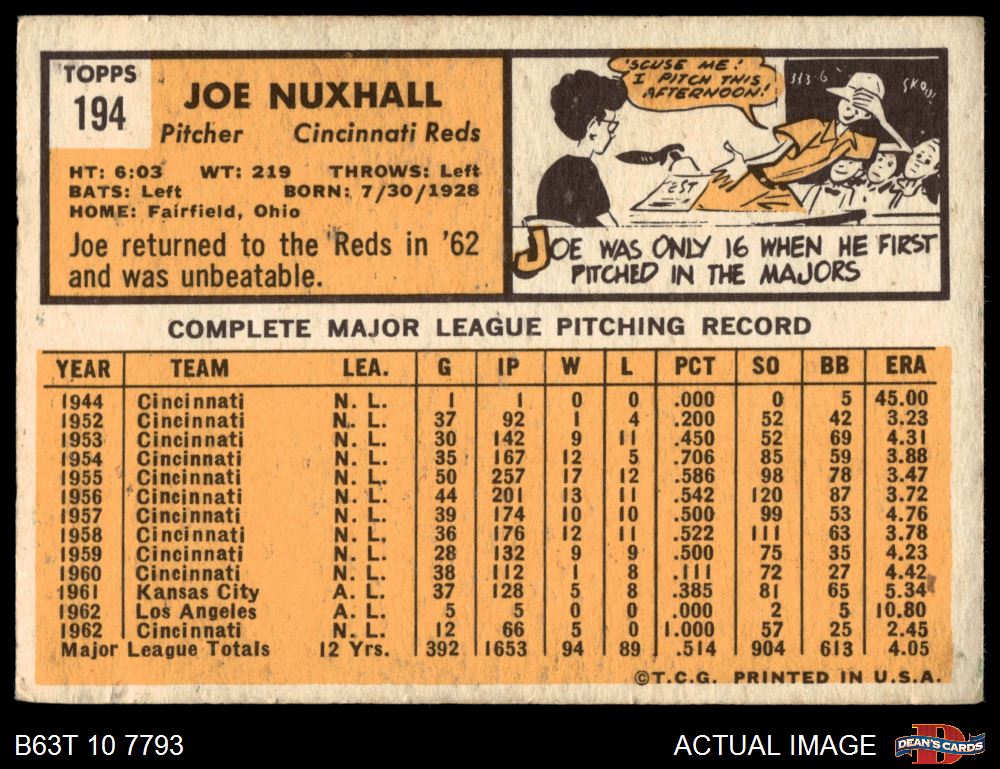 TOPPS
194
JOE NUXHALL
Pitcher Cincinnati Reds
HT: 6:03 WT: 219 THROWS: Left
BATS: Left BORN: 7/30/1928
HOME: Fairfield, Ohio
Joe returned to the Reds in '62
and was unbeatable.
'SCUSE ME!
I PITCH THIS
AFTERNOON!
TEST
JOE WAS ONLY 16 WHEN HE FIRST
PITCHED IN THE MAJORS
COMPLETE MAJOR LEAGUE PITCHING RECORD
YEAR TEAM LEA. G IP W L PCT SO BB ERA
1944 Cincinnati N. L. 1 1 0 0 .000 0 5 45.00
1952 Cincinnati N. L. 37 92 1 4 .200 52 42 3.23
1953 Cincinnati N. L. 30 142 9 11 .450 52 69 4.31
1954 Cincinnati N. L. 35 167 12 5 .706 85 59 3.88
1955 Cincinnati N. L. 50 257 17 12 .586 98 78 3.47
1956 Cincinnati N. L. 44 201 13 11 .542 120 87 3.72
1957 Cincinnati N. L. 39 174 10 10 .500 99 53 4.76
1958 Cincinnati N. L. 36 176 12 11 .522 111 63 3.78
1959 Cincinnati N. L. 28 132 9 9 .500 75 35 4.23
1960 Cincinnati N. L. 38 112 1 8 .111 72 27 4.42
1961 Kansas City A. L. 37 128 5 8 .385 81 65 5.34
1962 Los Angeles A. L. 5 5 0 0 .000 2 5 10.80
1962 Cincinnati N. L. 12 66 5 0 1.000 57 25 2.45
Major League Totals 12 Yrs. 392 1653 94 89 .514 904 613 4.05
©T.C.G. PRINTED IN U.S.A.
B63T 10 7793
ACTUAL IMAGE
DEAN'S CARDS